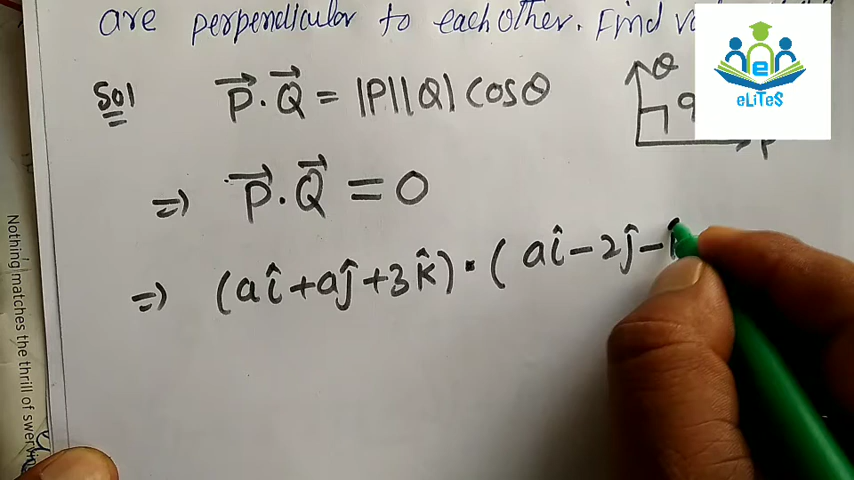 are perpendicular to each other. Find
Sol P⃗.Q⃗ = |P||Q| cosθ
⇒ P⃗.Q⃗ = 0
⇒ (aî+aĵ+3k̂)·(aî-2ĵ-
eLiTeS
Nothing matches the thrill of